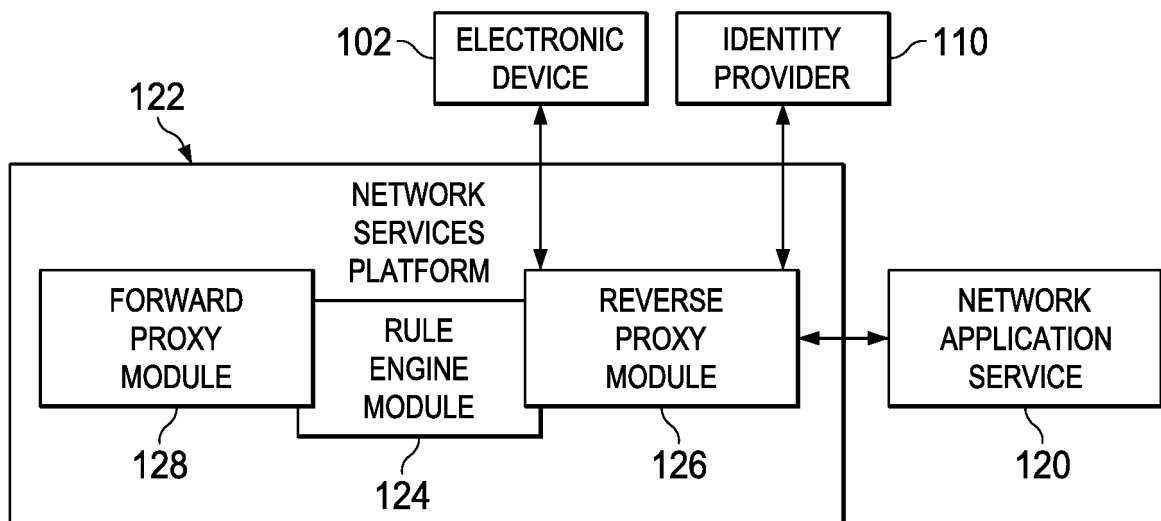 102
ELECTRONIC
DEVICE
IDENTITY
PROVIDER
110
122
NETWORK
SERVICES
PLATFORM
FORWARD
PROXY
MODULE
RULE
ENGINE
MODULE
REVERSE
PROXY
MODULE
NETWORK
APPLICATION
SERVICE
128
124
126
120